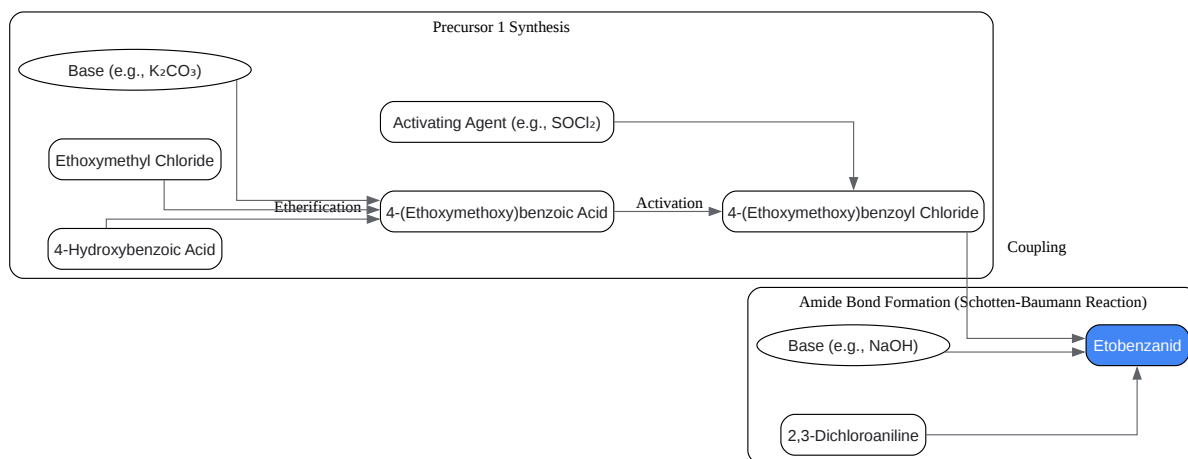 Precursor 1 Synthesis
Base (e.g., K₂CO₃)
Activating Agent (e.g., SOCl₂)
Ethoxymethyl Chloride
Etherification
4-(Ethoxymethoxy)benzoic Acid
Activation
4-(Ethoxymethoxy)benzoyl Chloride
4-Hydroxybenzoic Acid
Coupling
Amide Bond Formation (Schotten-Baumann Reaction)
Base (e.g., NaOH)
Etobenzanid
2,3-Dichloroaniline